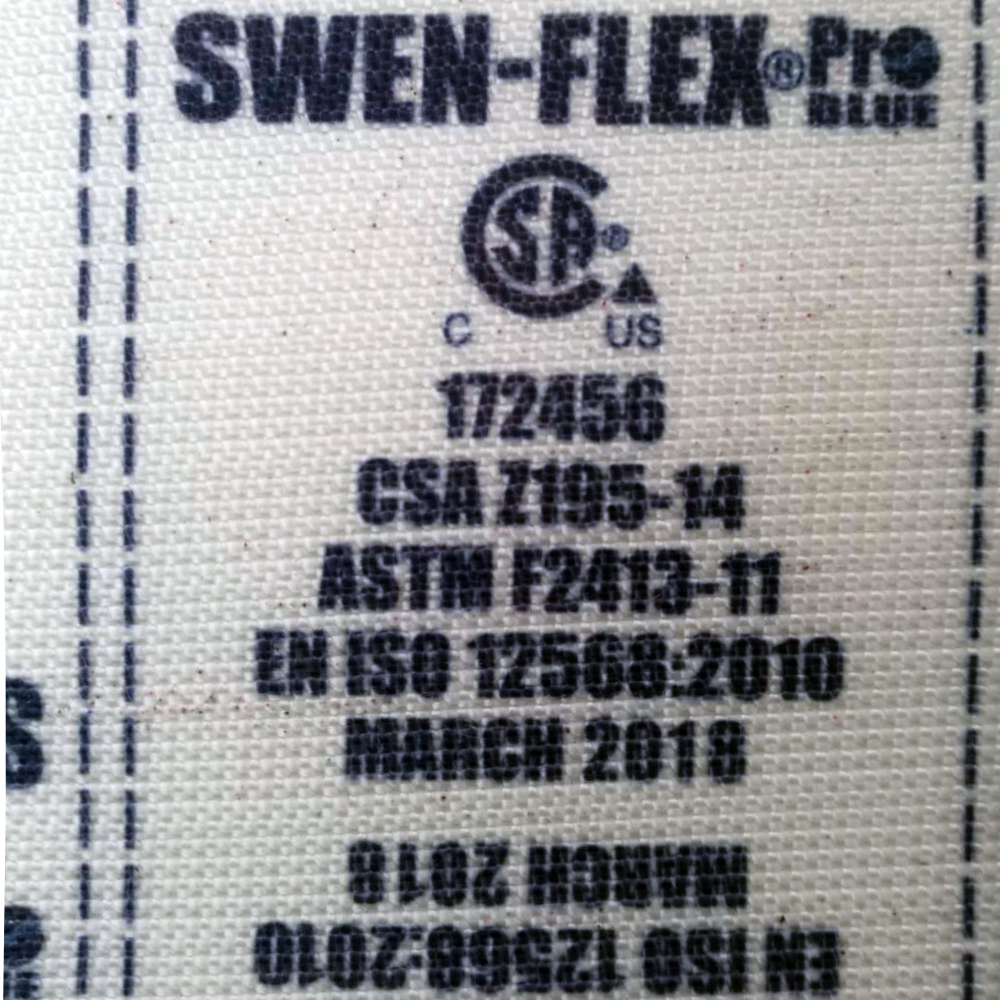 SWEN-FLEX® Pro
BLUE
CSA®
C US
172456
CSA Z195-14
ASTM F2413-11
EN ISO 12568:2010
MARCH 2018
MARCH 2018
EN ISO 12568:2010